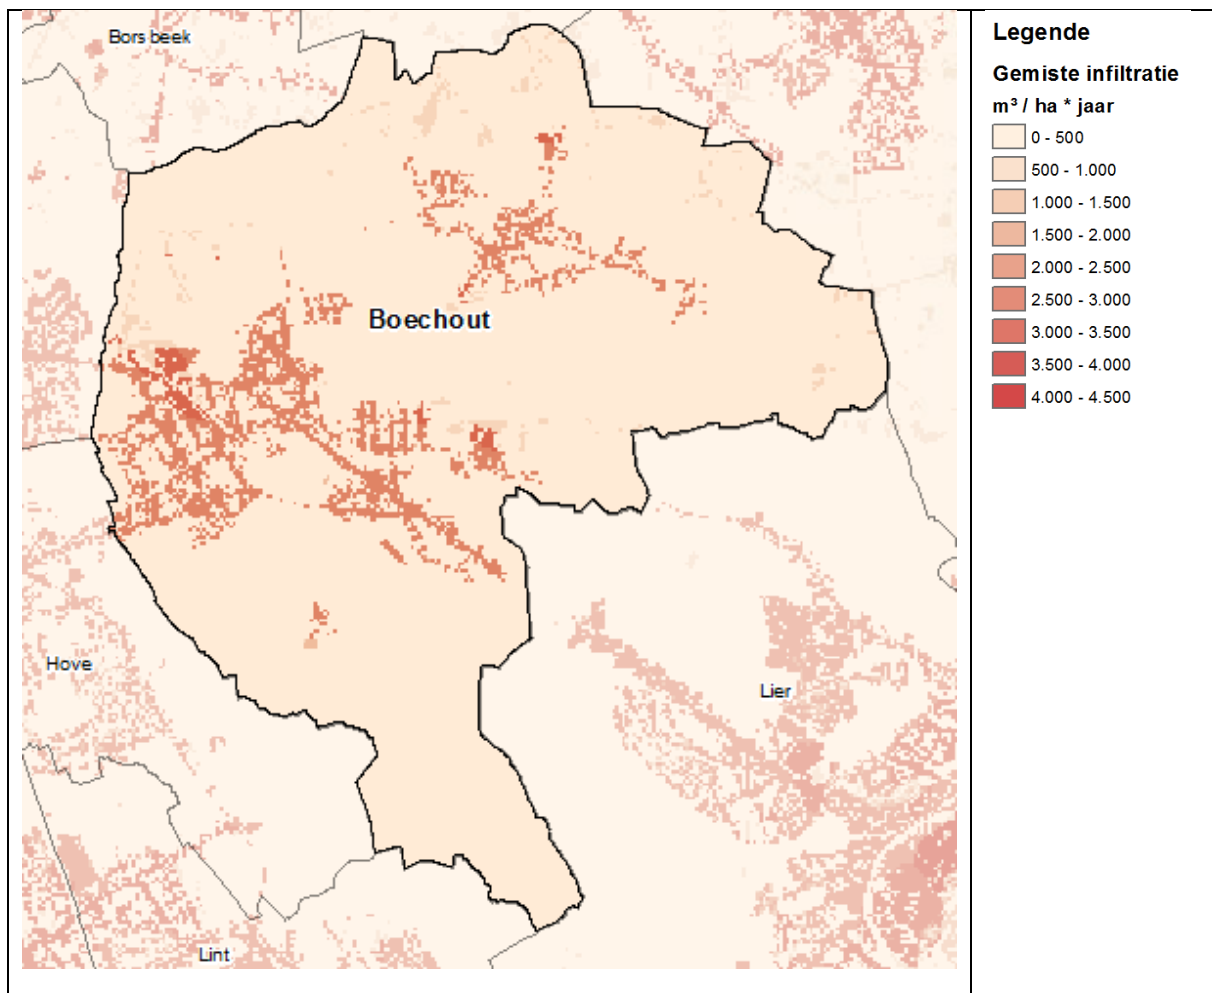 Bors beek
Boechout
Hove
Lier
Lint
Legende
Gemiste infiltratie
m³ / ha * jaar
0 - 500
500 - 1.000
1.000 - 1.500
1.500 - 2.000
2.000 - 2.500
2.500 - 3.000
3.000 - 3.500
3.500 - 4.000
4.000 - 4.500